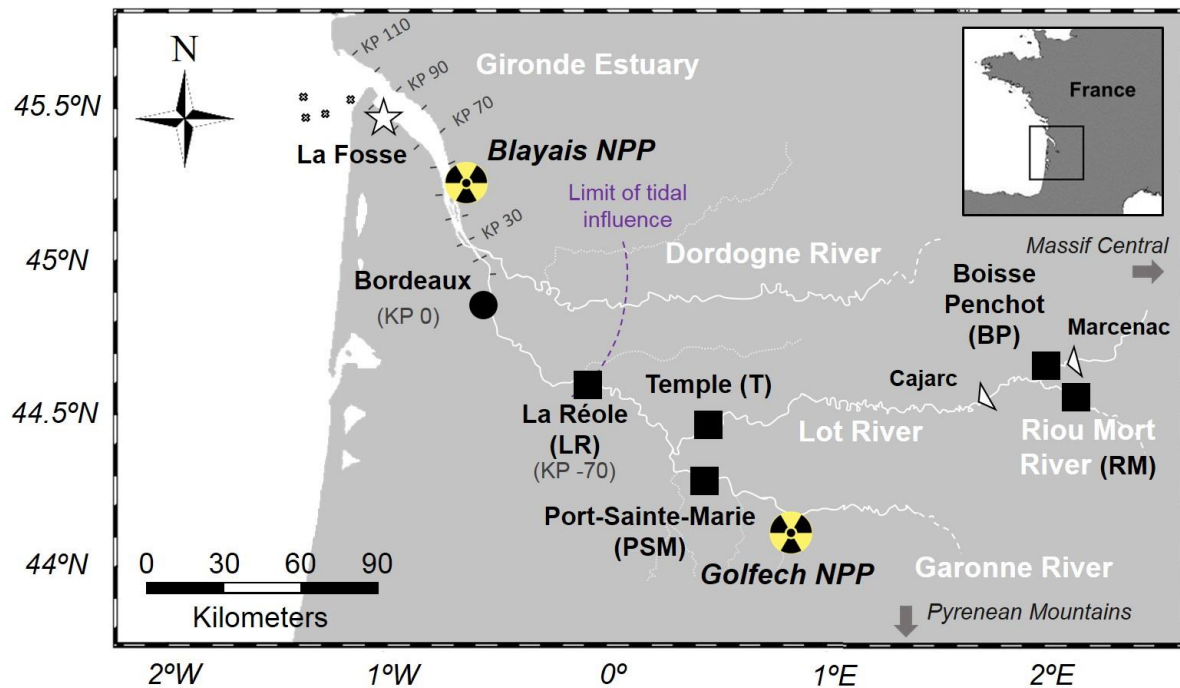 KP 110
N
KP 90
Gironde Estuary
45.5ºN
KP 70
France
La Fosse
Blayais NPP
Limit of tidal
influence
KP 30
45ºN
Dordogne River
Massif Central
Bordeaux
(KP 0)
Boisse
Penchot
(BP)
Marcenac
Cajarc
Temple (T)
44.5ºN
La Réole
(LR)
(KP -70)
Lot River
Riou Mort
River (RM)
Port-Sainte-Marie
(PSM)
44ºN
0 30 60 90
Kilometers
Golfech NPP
Garonne River
Pyrenean Mountains
2ºW 1ºW 0º 1ºE 2ºE